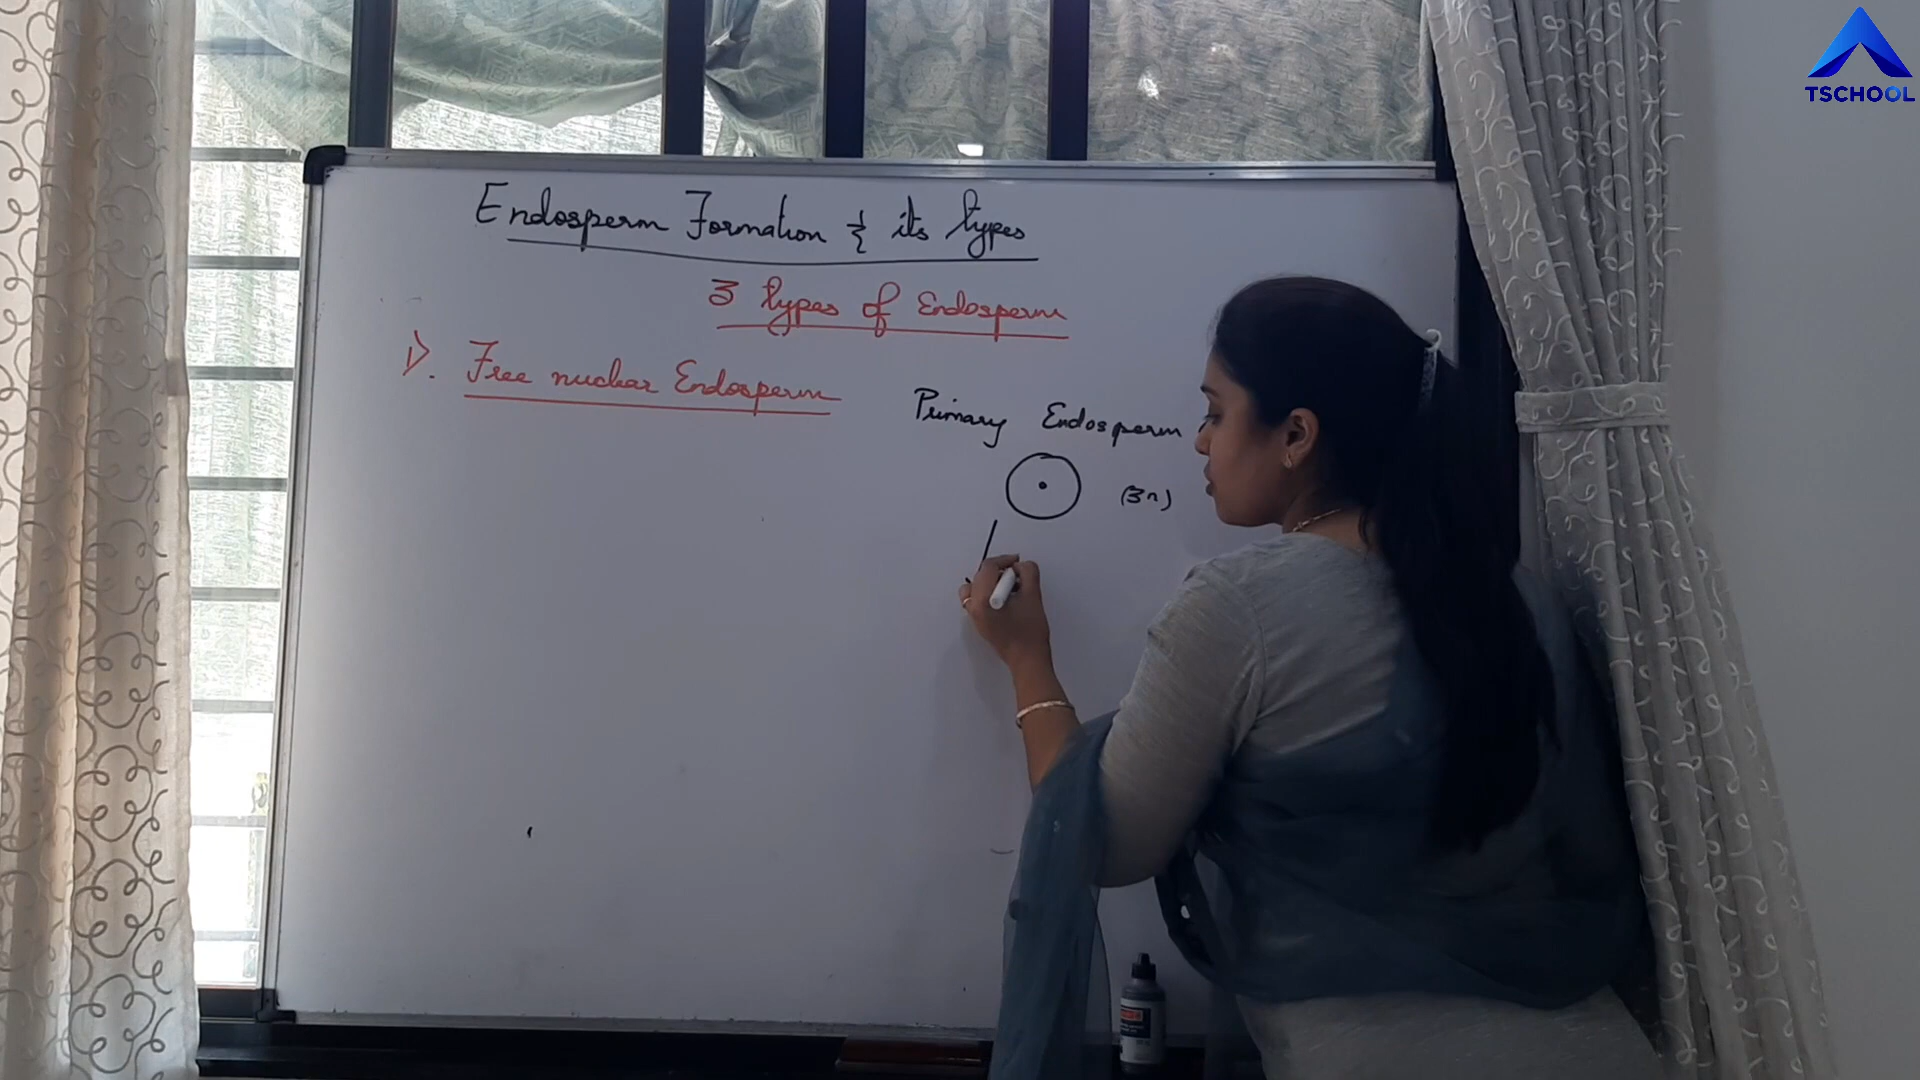 TSCHOOL
Endosperm Formation & its types
3 types of Endosperm
1). Free nuclear Endosperm
Primary Endosperm
(3n)